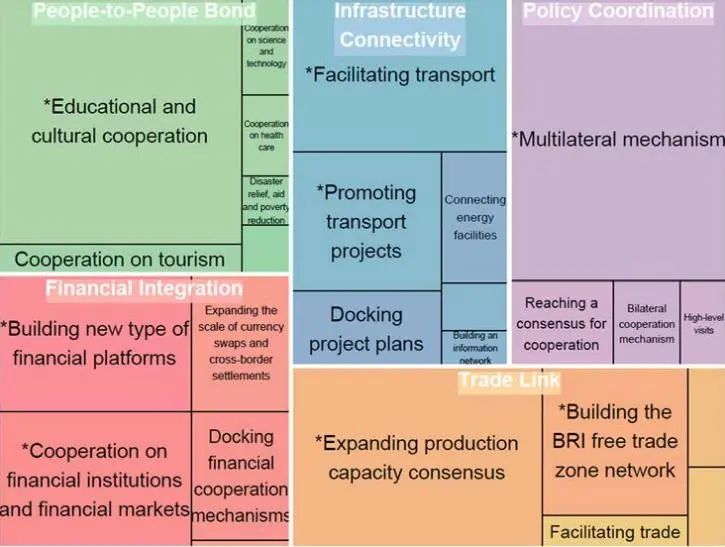 People-to-People Bond
*Educational and
cultural cooperation
Cooperation
on science
and
technology
Cooperation
on health
care
Disaster
relief, aid
and poverty
reduction
Cooperation on tourism
Infrastructure
Connectivity
*Facilitating transport
*Promoting
transport
projects
Connecting
energy
facilities
Docking
project plans
Building an
information
network
Policy Coordination
*Multilateral mechanism
Reaching a
consensus for
cooperation
Bilateral
cooperation
mechanism
High-level
visits
Financial Integration
*Building new type of
financial platforms
Expanding the
scale of currency
swaps and
cross-border
settlements
*Cooperation on
financial institutions
and financial markets
Docking
financial
cooperation
mechanisms
Trade Link
*Expanding production
capacity consensus
*Building the
BRI free trade
zone network
Facilitating trade